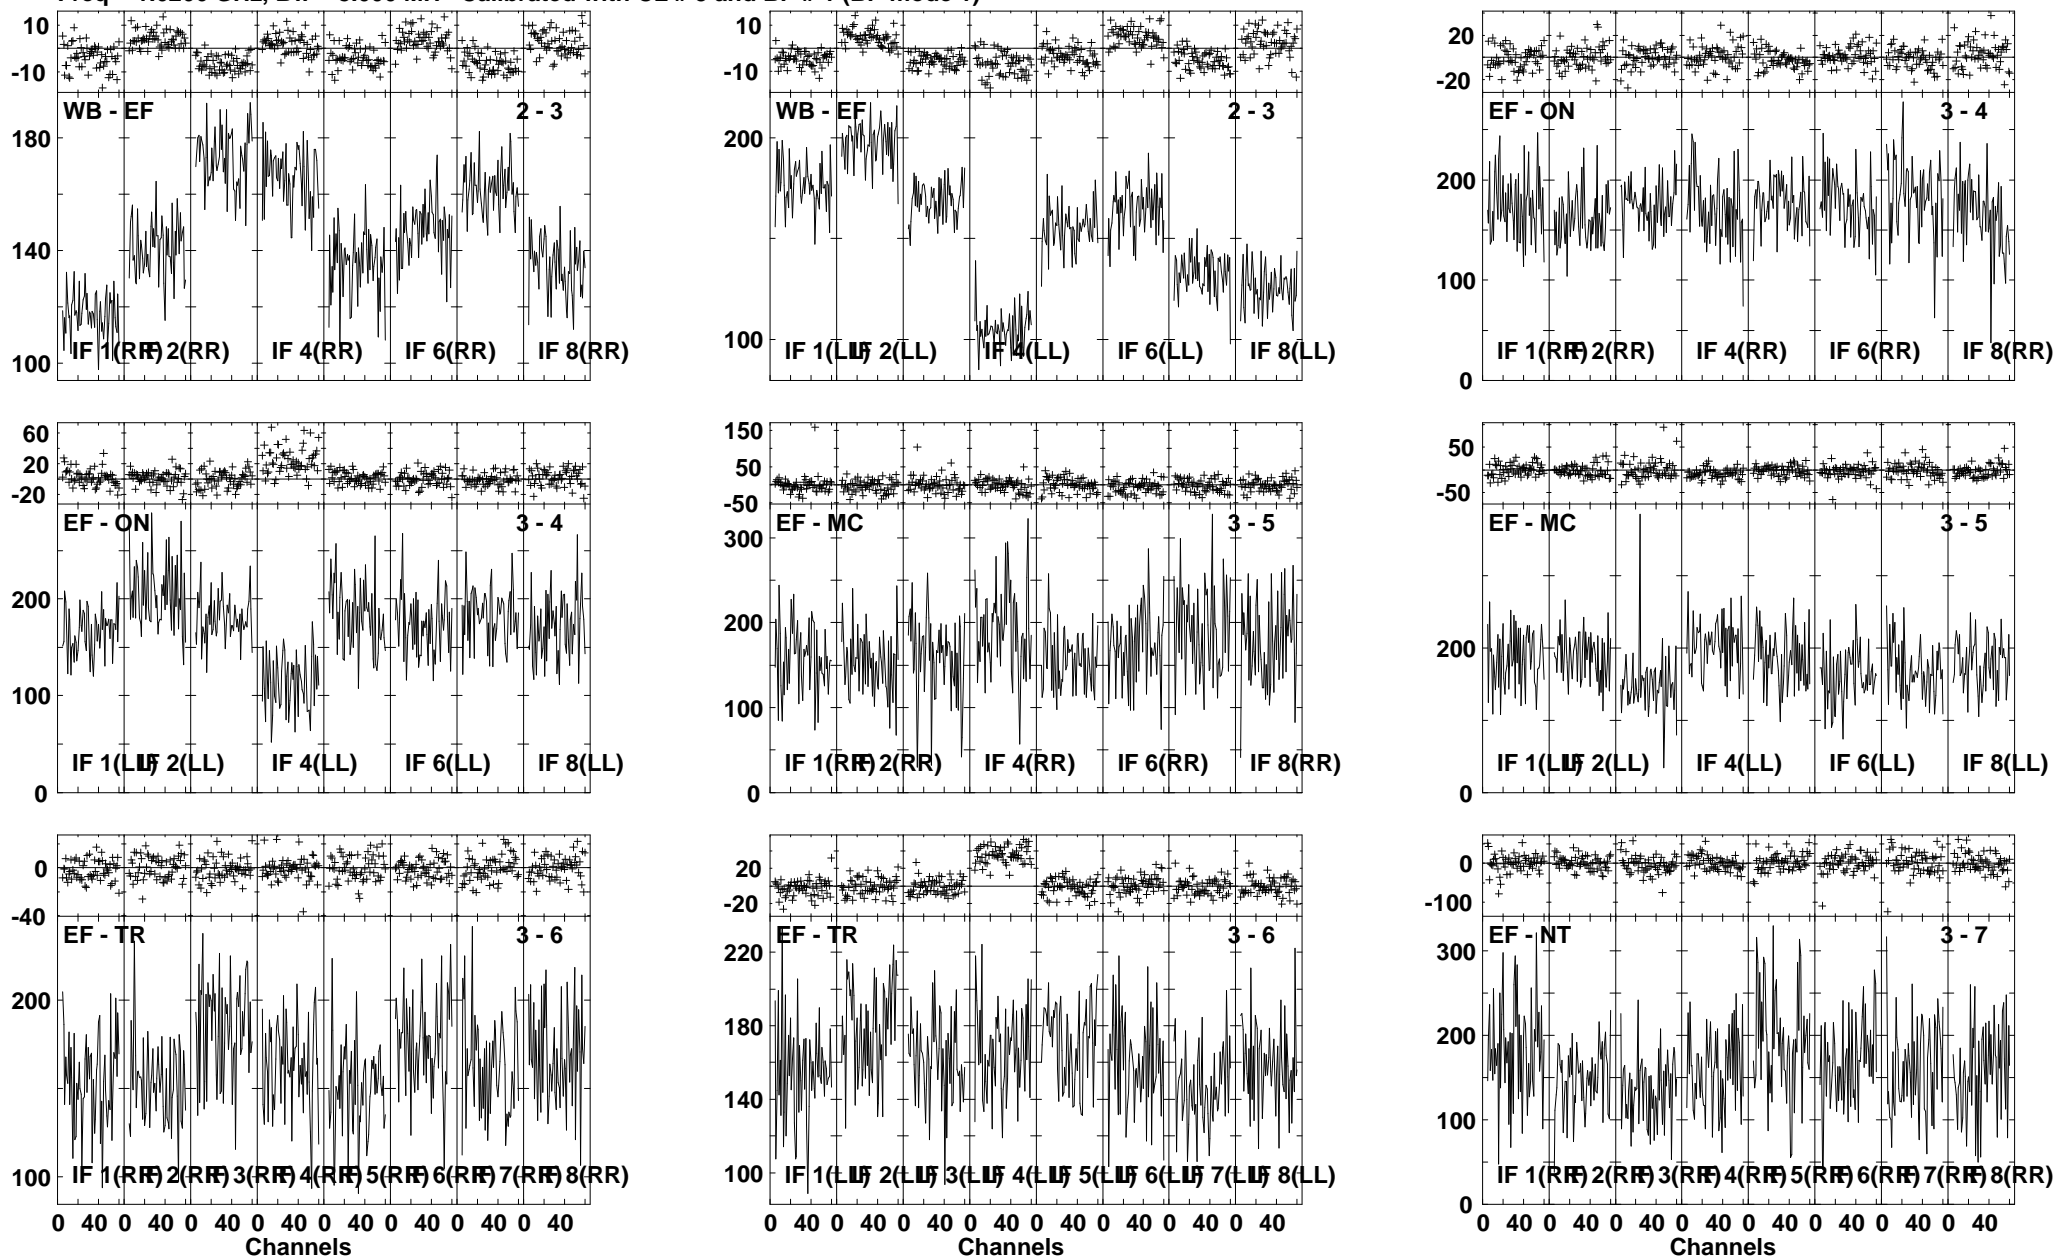 10
-10
WB - EF 2 - 3
180
140
100
IF 1(RR) IF 2(RR) IF 4(RR) IF 6(RR) IF 8(RR)
10
-10
WB - EF 2 - 3
200
100
IF 1(LL) IF 2(LL) IF 4(LL) IF 6(LL) IF 8(LL)
20
-20
EF - ON 3 - 4
200
100
0
IF 1(RR) IF 2(RR) IF 4(RR) IF 6(RR) IF 8(RR)
60
20
-20
EF - ON 3 - 4
200
100
0
IF 1(LL) IF 2(LL) IF 4(LL) IF 6(LL) IF 8(LL)
150
50
-50
EF - MC 3 - 5
300
200
100
0
IF 1(RR) IF 2(RR) IF 4(RR) IF 6(RR) IF 8(RR)
50
-50
EF - MC 3 - 5
200
0
IF 1(LL) IF 2(LL) IF 4(LL) IF 6(LL) IF 8(LL)
0
-40
EF - TR 3 - 6
200
100
IF 1(RR) IF 2(RR) IF 3(RR) IF 4(RR) IF 5(RR) IF 6(RR) IF 7(RR) IF 8(RR)
0 40 0 40 0 40 0 40 0 40 0 40 0 40 0 40
Channels
20
-20
EF - TR 3 - 6
220
180
140
100
IF 1(LL) IF 2(LL) IF 3(LL) IF 4(LL) IF 5(LL) IF 6(LL) IF 7(LL) IF 8(LL)
0 40 0 40 0 40 0 40 0 40 0 40 0 40 0 40
Channels
0
-100
EF - NT 3 - 7
300
200
100
0
IF 1(RR) IF 2(RR) IF 3(RR) IF 4(RR) IF 5(RR) IF 6(RR) IF 7(RR) IF 8(RR)
0 40 0 40 0 40 0 40 0 40 0 40 0 40 0 40
Channels